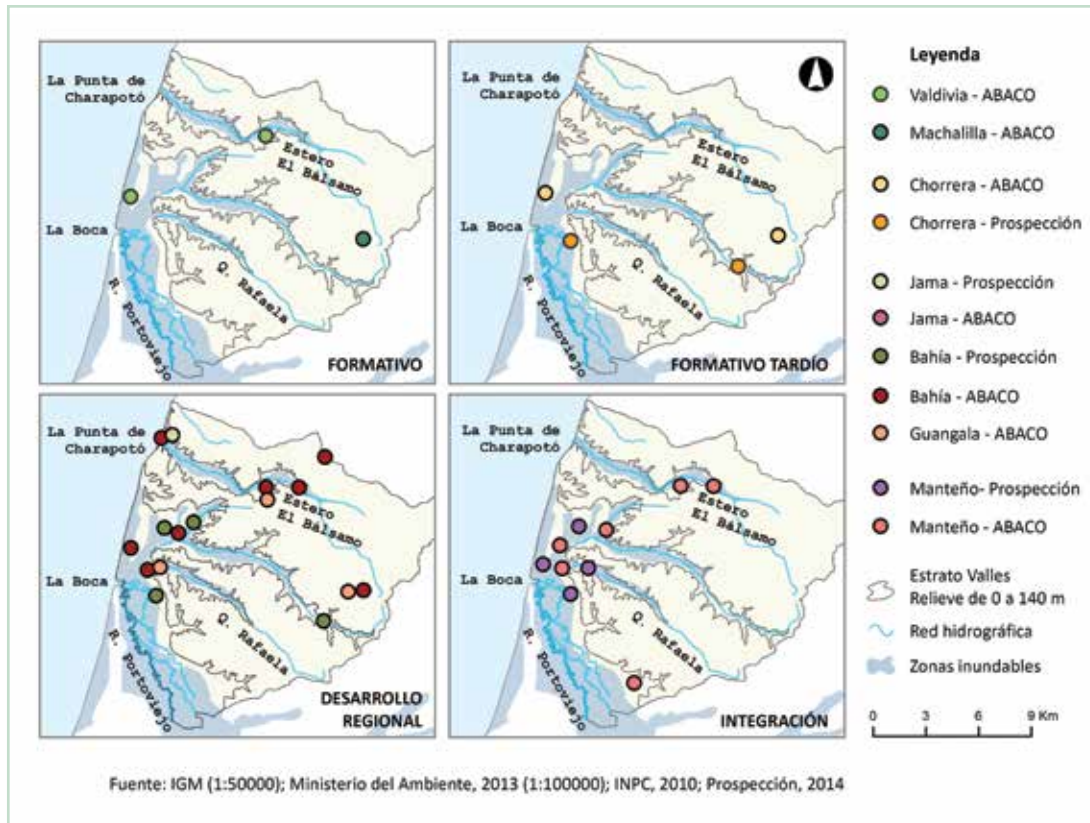 La Punta de
Charapotó
Estero
El Bálsamo
La Boca
Q. Rafaela
R. Portoviejo
FORMATIVO
La Punta de
Charapotó
Estero
El Bálsamo
La Boca
Q. Rafaela
R. Portoviejo
FORMATIVO TARDÍO
La Punta de
Charapotó
Estero
El Bálsamo
La Boca
Q. Rafaela
R. Portoviejo
DESARROLLO
REGIONAL
La Punta de
Charapotó
Estero
El Bálsamo
La Boca
Q. Rafaela
R. Portoviejo
INTEGRACIÓN
Leyenda
Valdivia - ABACO
Machalilla - ABACO
Chorrera - ABACO
Chorrera - Prospección
Jama - Prospección
Jama - ABACO
Bahía - Prospección
Bahía - ABACO
Guangala - ABACO
Manteño- Prospección
Manteño - ABACO
Estrato Valles
Relieve de 0 a 140 m
Red hidrográfica
Zonas inundables
0 3 6 9 Km
Fuente: IGM (1:50000); Ministerio del Ambiente, 2013 (1:100000); INPC, 2010; Prospección, 2014